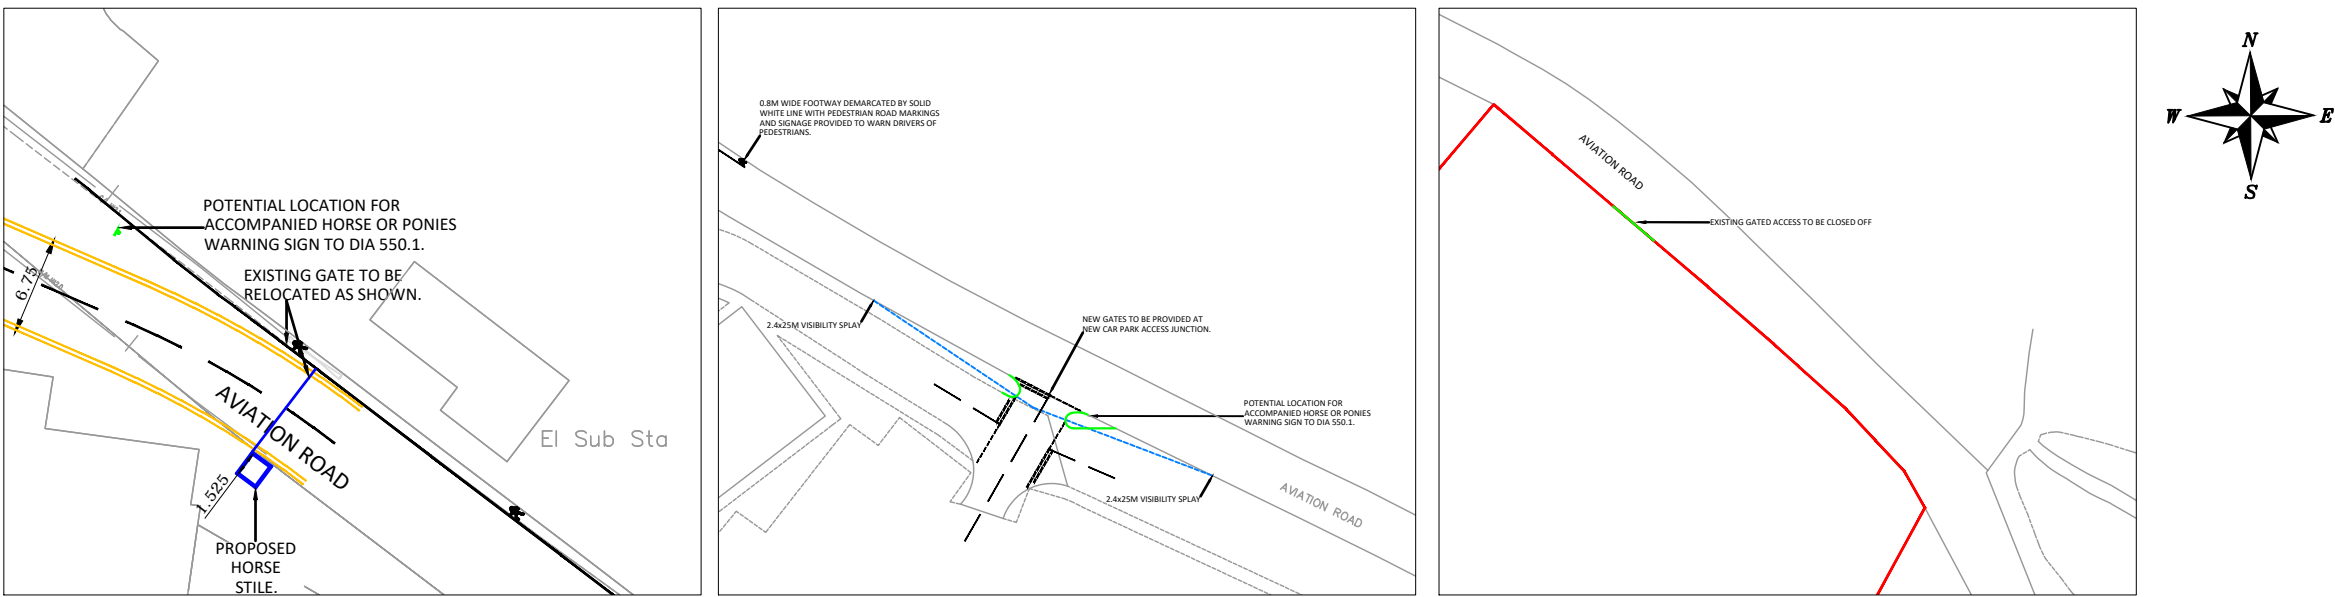 POTENTIAL LOCATION FOR
ACCOMPANIED HORSE OR PONIES
WARNING SIGN TO DIA 550.1.
EXISTING GATE TO BE
RELOCATED AS SHOWN.
6.75
AVIATION ROAD
El Sub Sta
1.525
PROPOSED
HORSE
STILE.
0.8M WIDE FOOTWAY DEMARCATED BY SOLID
WHITE LINE WITH PEDESTRIAN ROAD MARKINGS
AND SIGNAGE PROVIDED TO WARN DRIVERS OF
PEDESTRIANS.
2.4x25M VISIBILITY SPLAY
NEW GATES TO BE PROVIDED AT
NEW CAR PARK ACCESS JUNCTION.
POTENTIAL LOCATION FOR
ACCOMPANIED HORSE OR PONIES
WARNING SIGN TO DIA 550.1.
2.4x25M VISIBILITY SPLAY
AVIATION ROAD
AVIATION ROAD
EXISTING GATED ACCESS TO BE CLOSED OFF
N
W
E
S